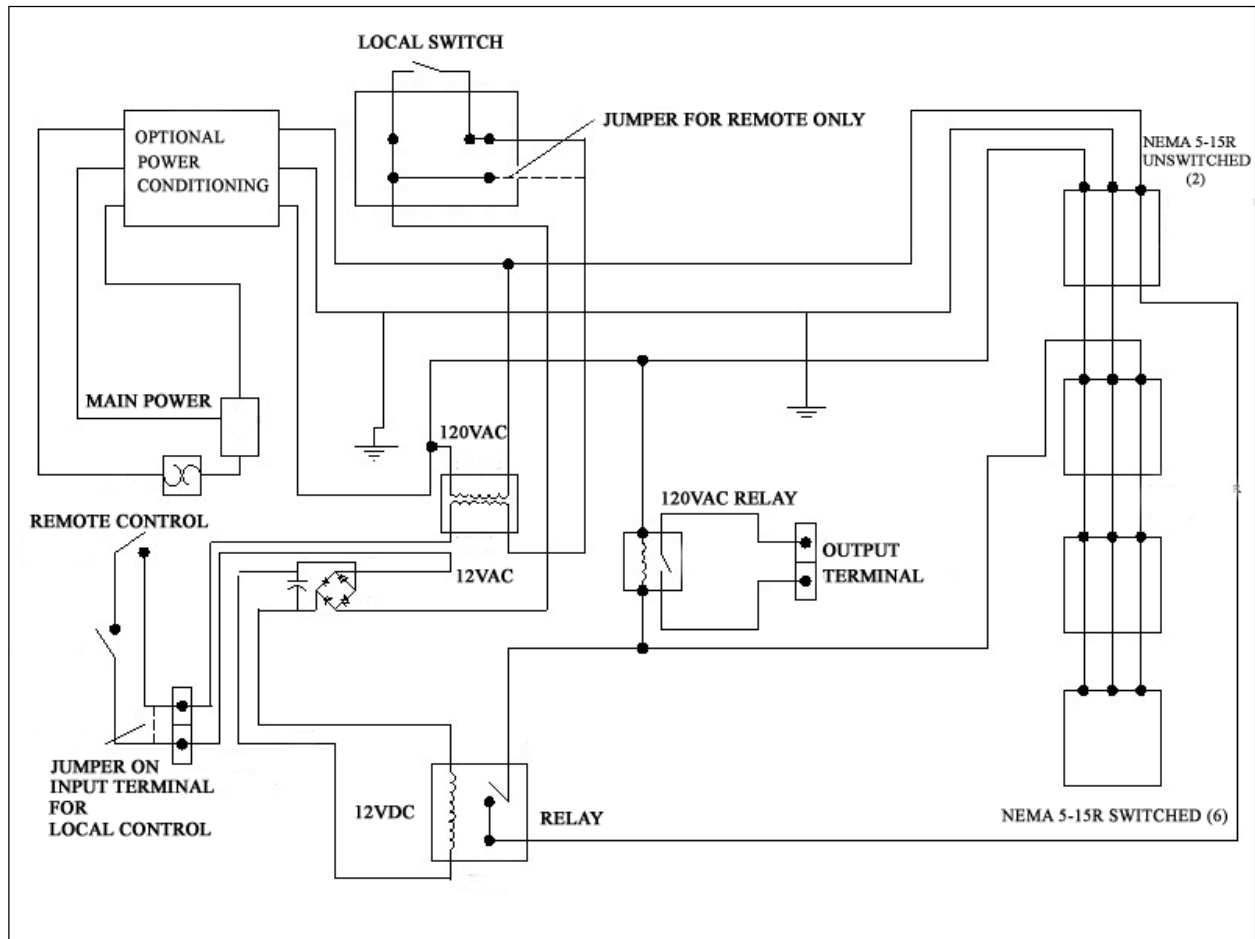 LOCAL SWITCH
JUMPER FOR REMOTE ONLY
OPTIONAL
POWER
CONDITIONING
NEMA 5-15R
UNSWITCHED
(2)
MAIN POWER
120VAC
REMOTE CONTROL
12VAC
120VAC RELAY
OUTPUT
TERMINAL
JUMPER ON
INPUT TERMINAL
FOR
LOCAL CONTROL
12VDC
RELAY
NEMA 5-15R SWITCHED (6)